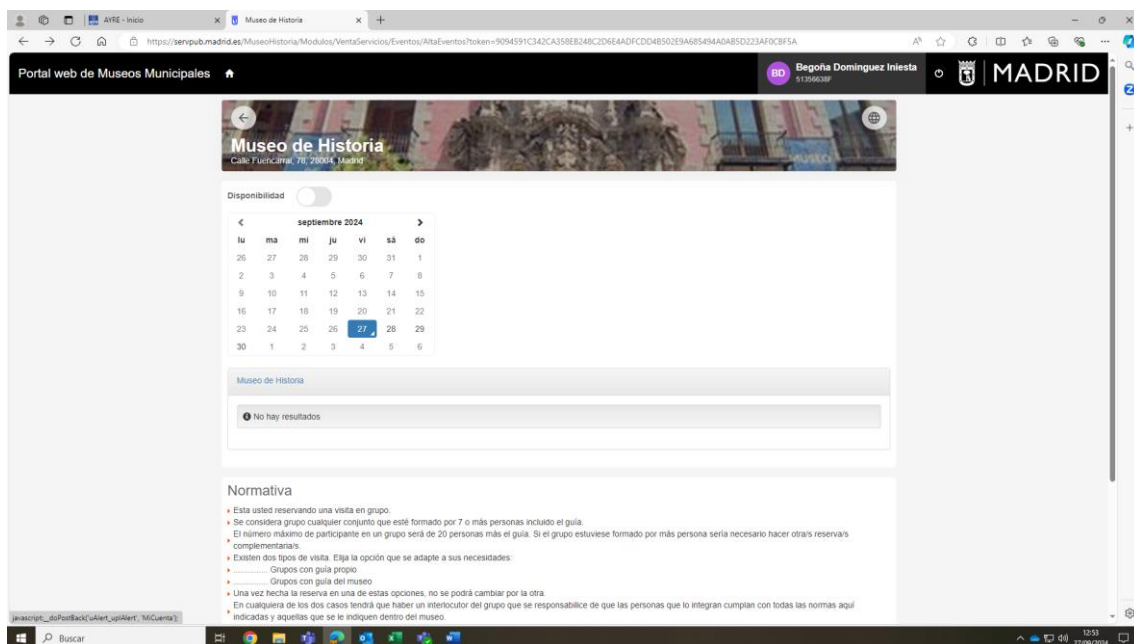 AYRE - Inicio
Museo de Historia
https://servpub.madrid.es/MuseoHistoria/Modulos/VentaServicios/Eventos/AltaEventos?token=
Portal web de Museos Municipales
BD
Begoña Dominguez Iniesta
51356638F
MADRID
Museo de Historia
Calle Fuencarral, 78, 28004, Madrid
MUSEO
Disponibilidad
septiembre 2024
lu ma mi ju vi sá do
26 27 28 29 30 31 1
2 3 4 5 6 7 8
9 10 11 12 13 14 15
16 17 18 19 20 21 22
23 24 25 26 27 28 29
30 1 2 3 4 5 6
Museo de Historia
No hay resultados
Normativa
Esta usted reservando una visita en grupo.
Se considera grupo cualquier conjunto que esté formado por 7 o más personas incluido el guía.
El número máximo de participante en un grupo será de 20 personas más el guía. Si el grupo estuviese formado por más persona sería necesario hacer otra/s reserva/s
complementaria/s.
Existen dos tipos de visita. Elija la opción que se adapte a sus necesidades:
................ Grupos con guía propio
................ Grupos con guía del museo
Una vez hecha la reserva en una de estas opciones, no se podrá cambiar por la otra.
En cualquiera de los dos casos tendrá que haber un interlocutor del grupo que se responsabilice de que las personas que lo integran cumplan con todas las normas aquí
indicadas y aquellas que se le indiquen dentro del museo.
javascript:__doPostBack('uAlert_uplAlert', 'MiCuenta');
Buscar
12:53
27/09/2024